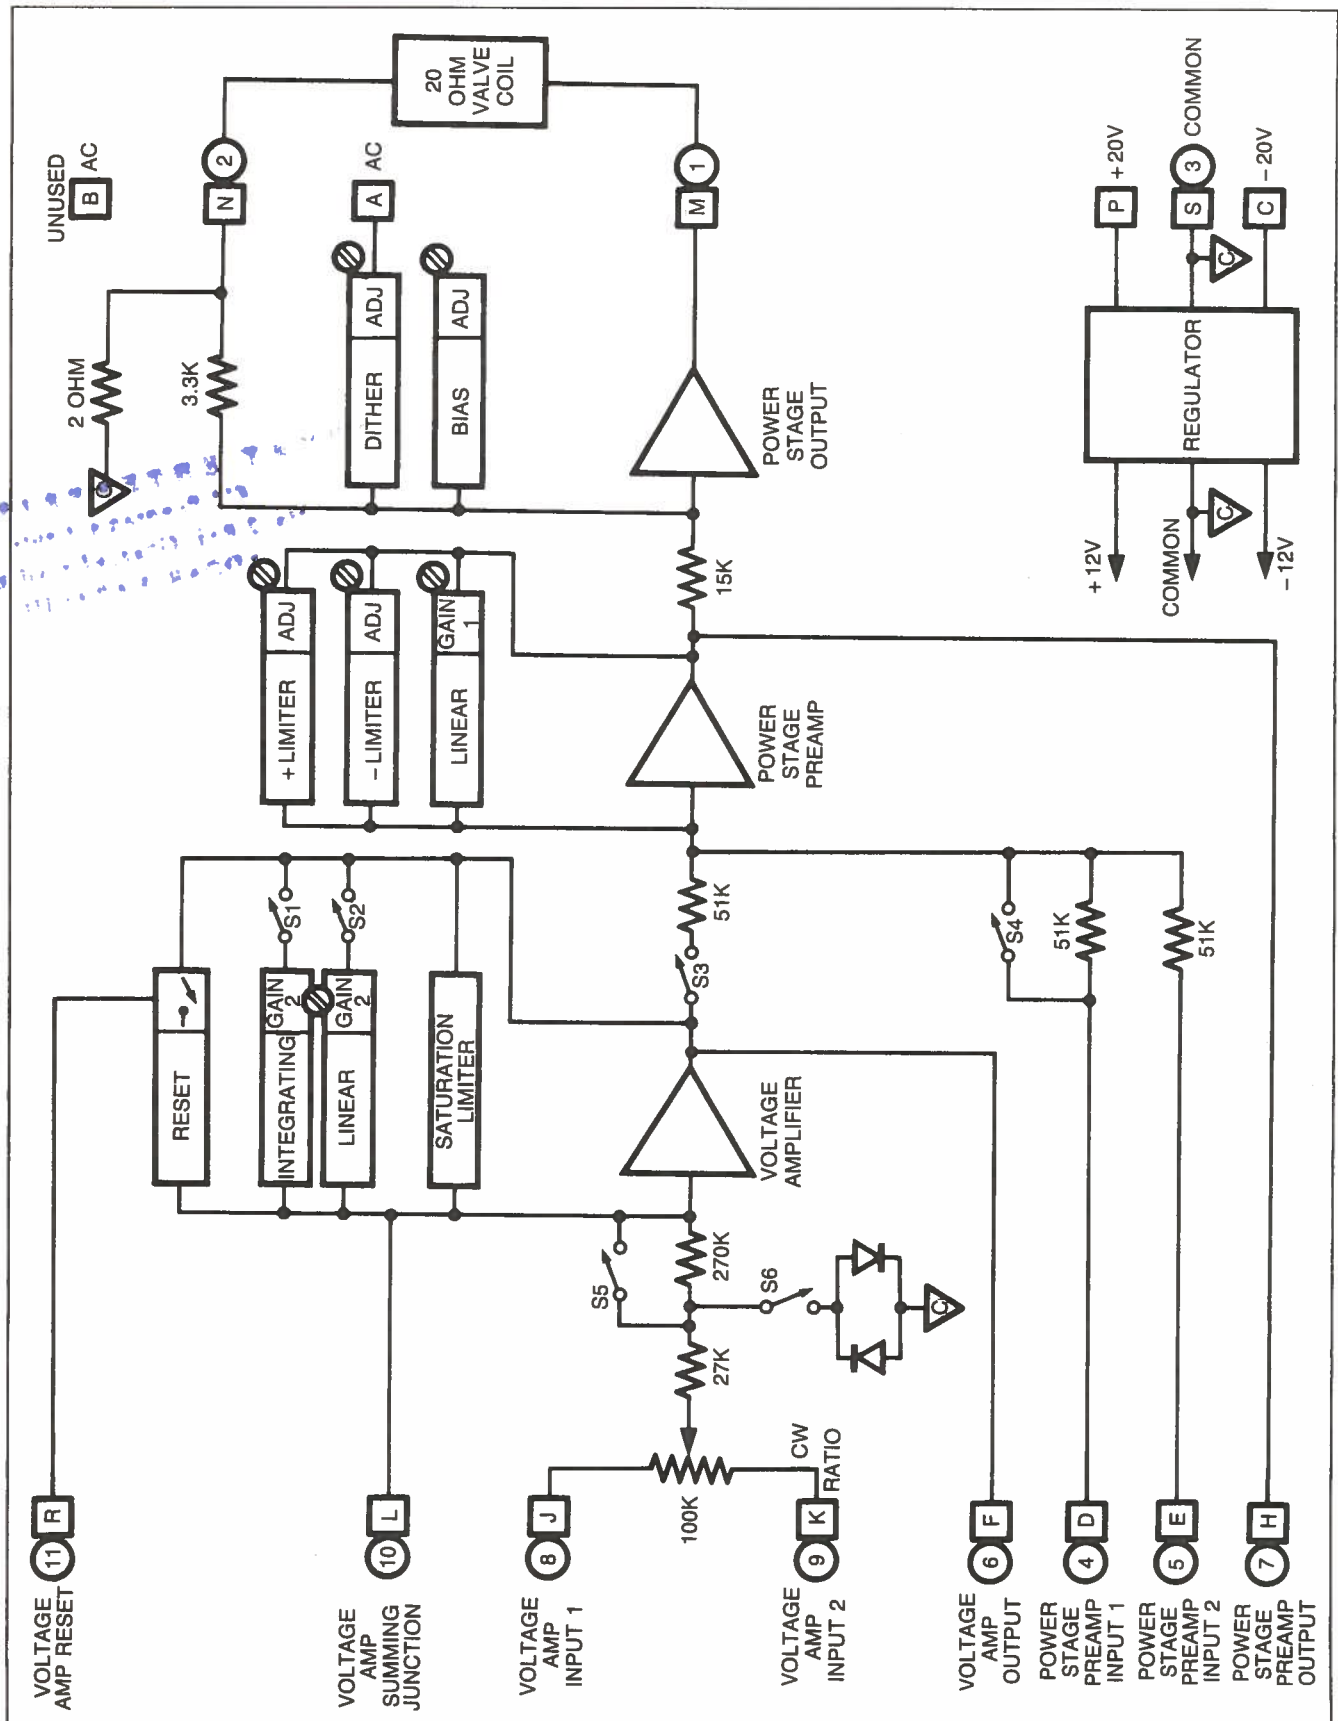 VOLTAGE
AMP RESET
11
R
VOLTAGE
AMP
SUMMING
JUNCTION
10
L
VOLTAGE
AMP
INPUT 1
8
J
VOLTAGE
AMP
INPUT 2
9
K
VOLTAGE
AMP
OUTPUT
6
F
POWER
STAGE
PREAMP
INPUT 1
4
D
POWER
STAGE
PREAMP
INPUT 2
5
E
POWER
STAGE
PREAMP
OUTPUT
7
H
100K
CW
RATIO
27K
S5
270K
S6
C
RESET
INTEGRATING
GAIN
2
LINEAR
GAIN
2
SATURATION
LIMITER
VOLTAGE
AMPLIFIER
S1
S2
S3
51K
S4
51K
51K
+LIMITER
ADJ
-LIMITER
ADJ
LINEAR
GAIN
1
POWER
STAGE
PREAMP
15K
C
2 OHM
3.3K
DITHER
ADJ
BIAS
ADJ
POWER
STAGE
OUTPUT
UNUSED
B
AC
N
2
A
AC
M
1
20
OHM
VALVE
COIL
+12V
COMMON
-12V
C
REGULATOR
C
P
+20V
S
3
COMMON
C
-20V